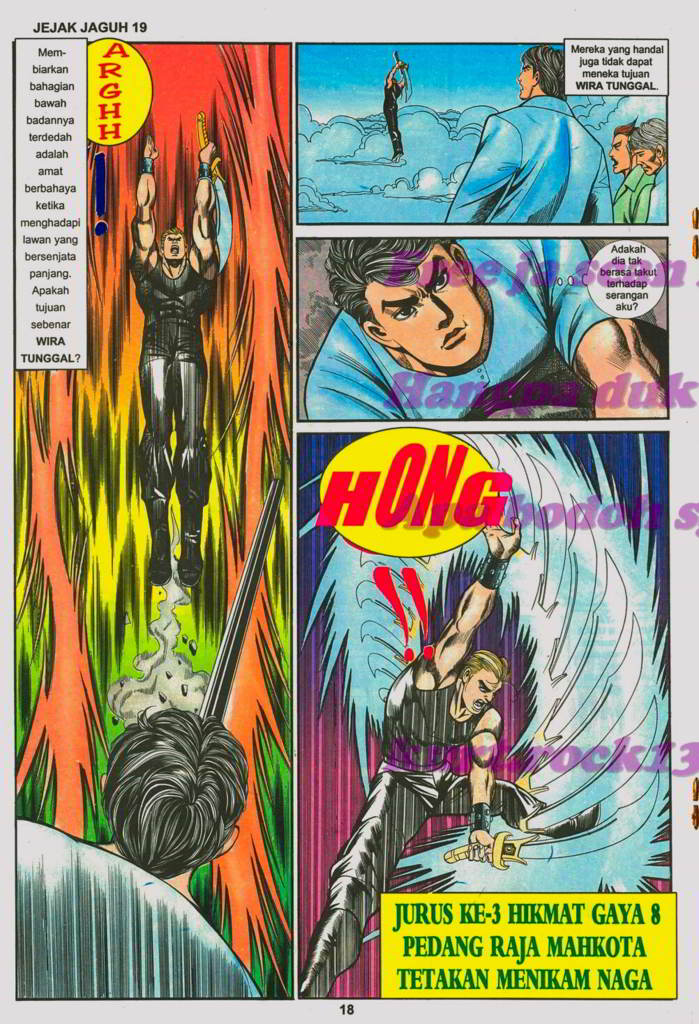 JEJAK JAGUH 19
Mem-
biarkan
bahagian
bawah
badannya
terdedah
adalah
amat
berbahaya
ketika
menghadapi
lawan yang
bersenjata
panjang.
Apakah
tujuan
sebenar
WIRA
TUNGGAL?
ARGHH
!
Mereka yang handal
juga tidak dapat
meneka tujuan
WIRA TUNGGAL.
Adakah
dia tak
berasa takut
terhadap
serangan
aku?
HONG
!!
JURUS KE-3 HIKMAT GAYA 8
PEDANG RAJA MAHKOTA
TETAKAN MENIKAM NAGA
18